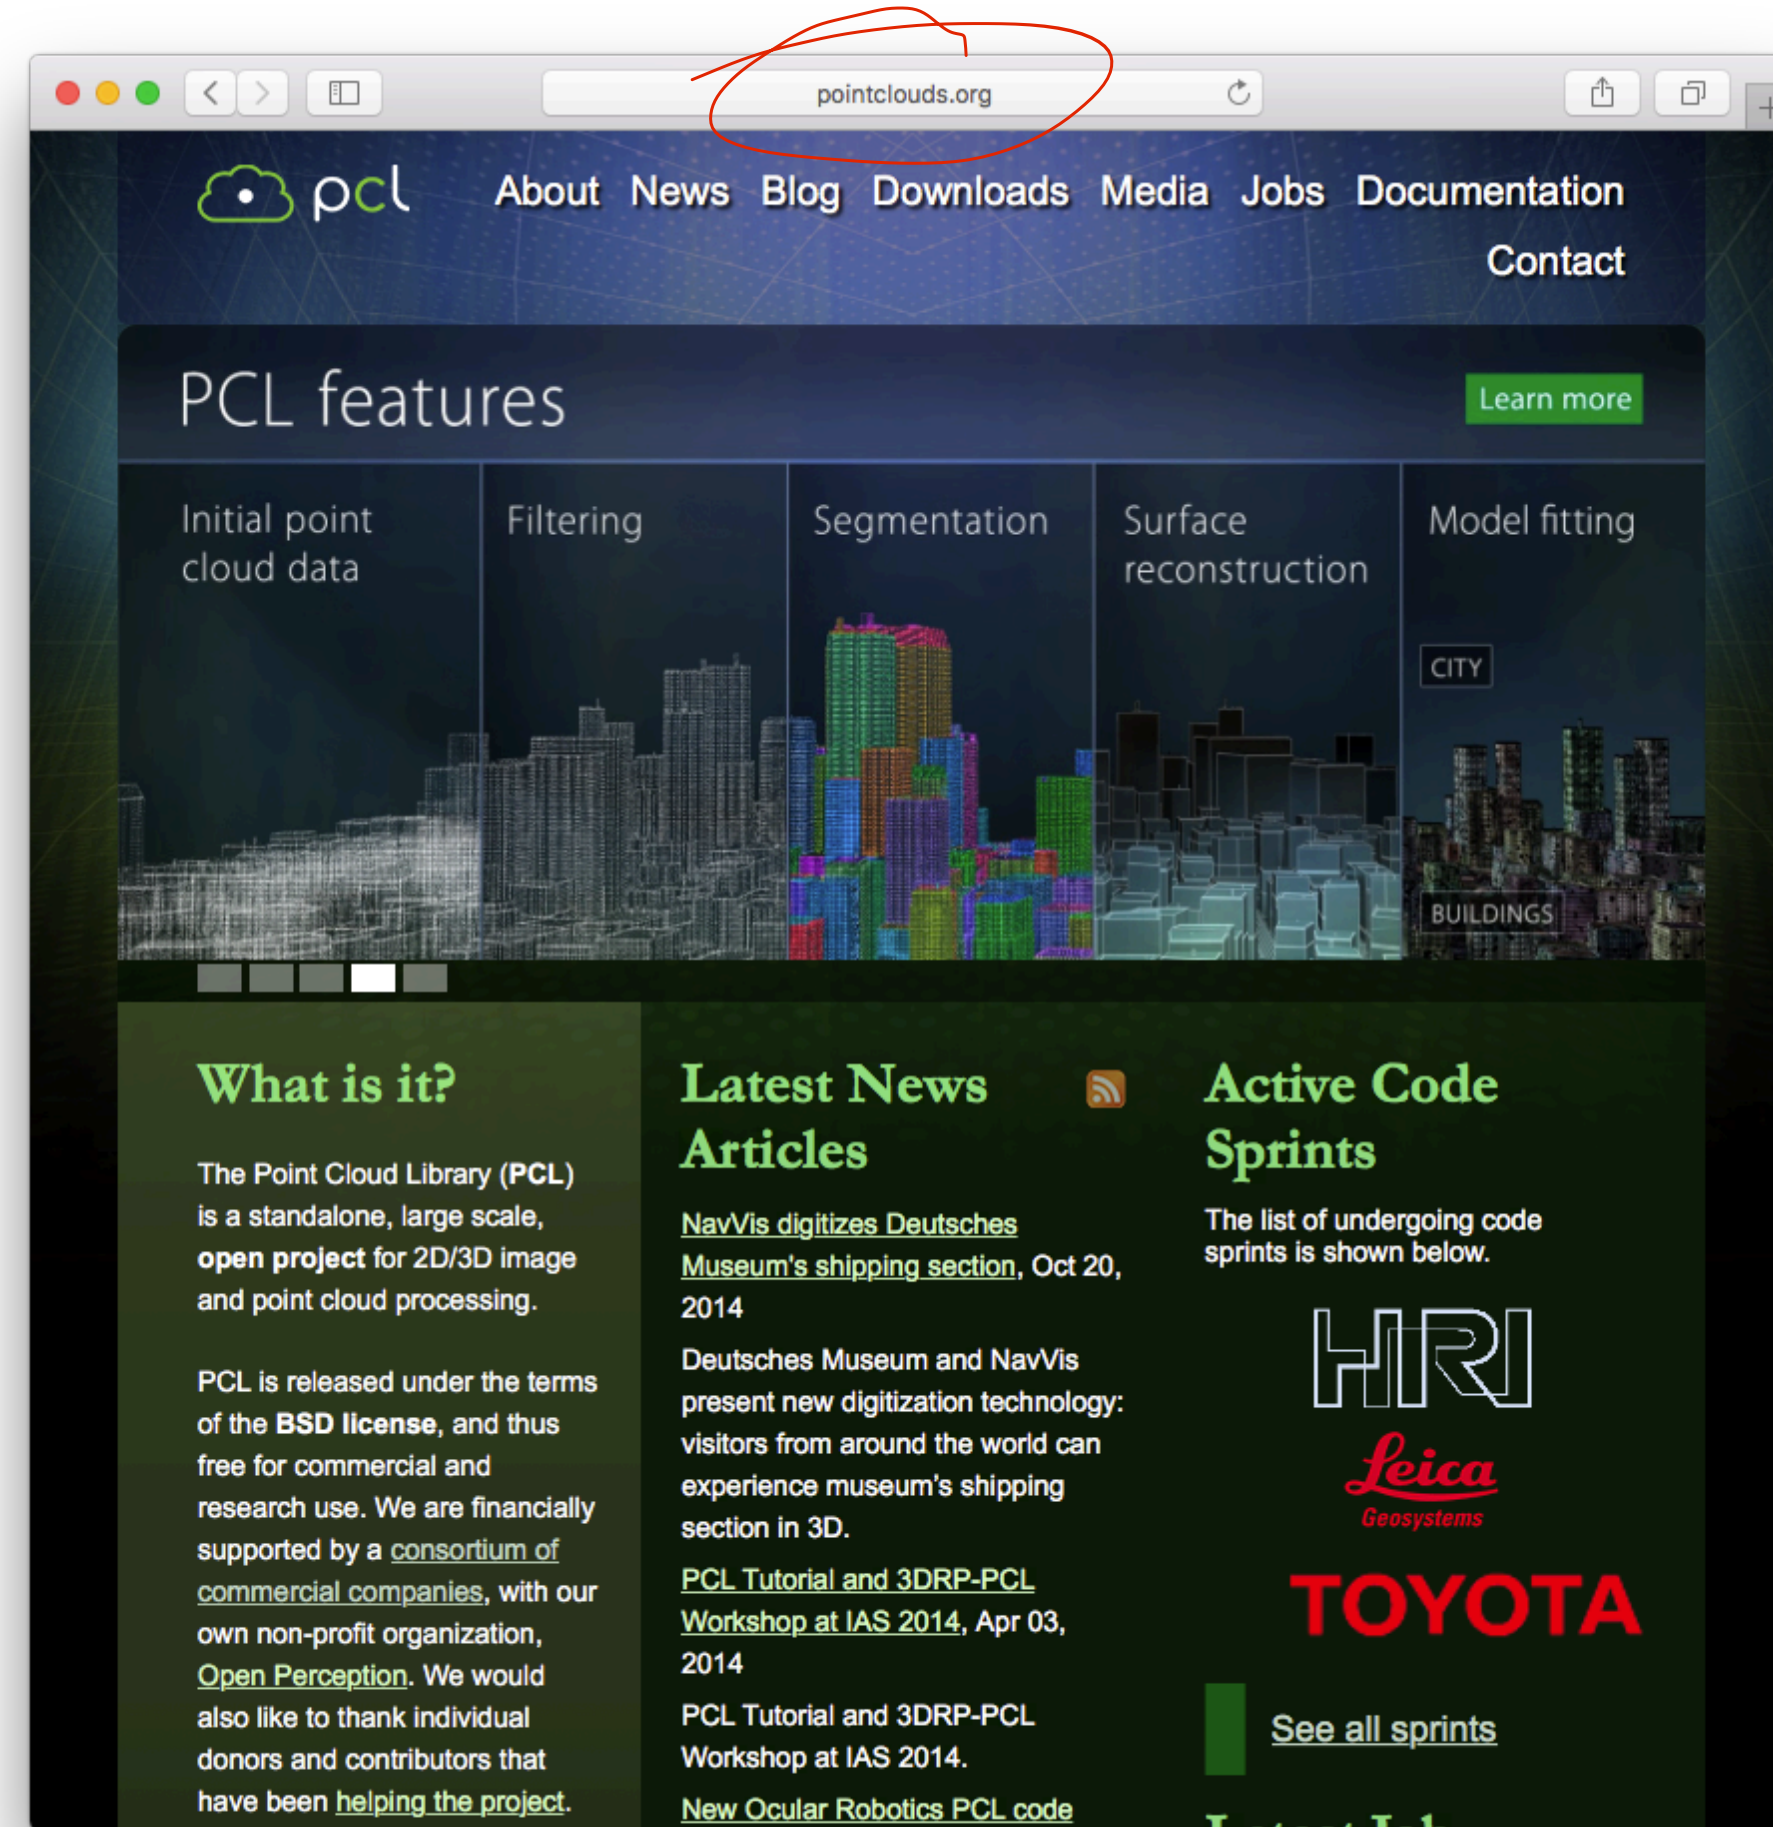 pointclouds.org
pcl
About News Blog Downloads Media Jobs Documentation
Contact
PCL features
Learn more
Initial point
cloud data
Filtering
Segmentation
Surface
reconstruction
Model fitting
CITY
BUILDINGS
What is it?
The Point Cloud Library (PCL)
is a standalone, large scale,
open project for 2D/3D image
and point cloud processing.
PCL is released under the terms
of the BSD license, and thus
free for commercial and
research use. We are financially
supported by a consortium of
commercial companies, with our
own non-profit organization,
Open Perception. We would
also like to thank individual
donors and contributors that
have been helping the project.
Latest News
Articles
NavVis digitizes Deutsches
Museum's shipping section, Oct 20,
2014
Deutsches Museum and NavVis
present new digitization technology:
visitors from around the world can
experience museum's shipping
section in 3D.
PCL Tutorial and 3DRP-PCL
Workshop at IAS 2014, Apr 03,
2014
PCL Tutorial and 3DRP-PCL
Workshop at IAS 2014.
New Ocular Robotics PCL code
Active Code
Sprints
The list of undergoing code
sprints is shown below.
HRI
Leica
Geosystems
TOYOTA
See all sprints